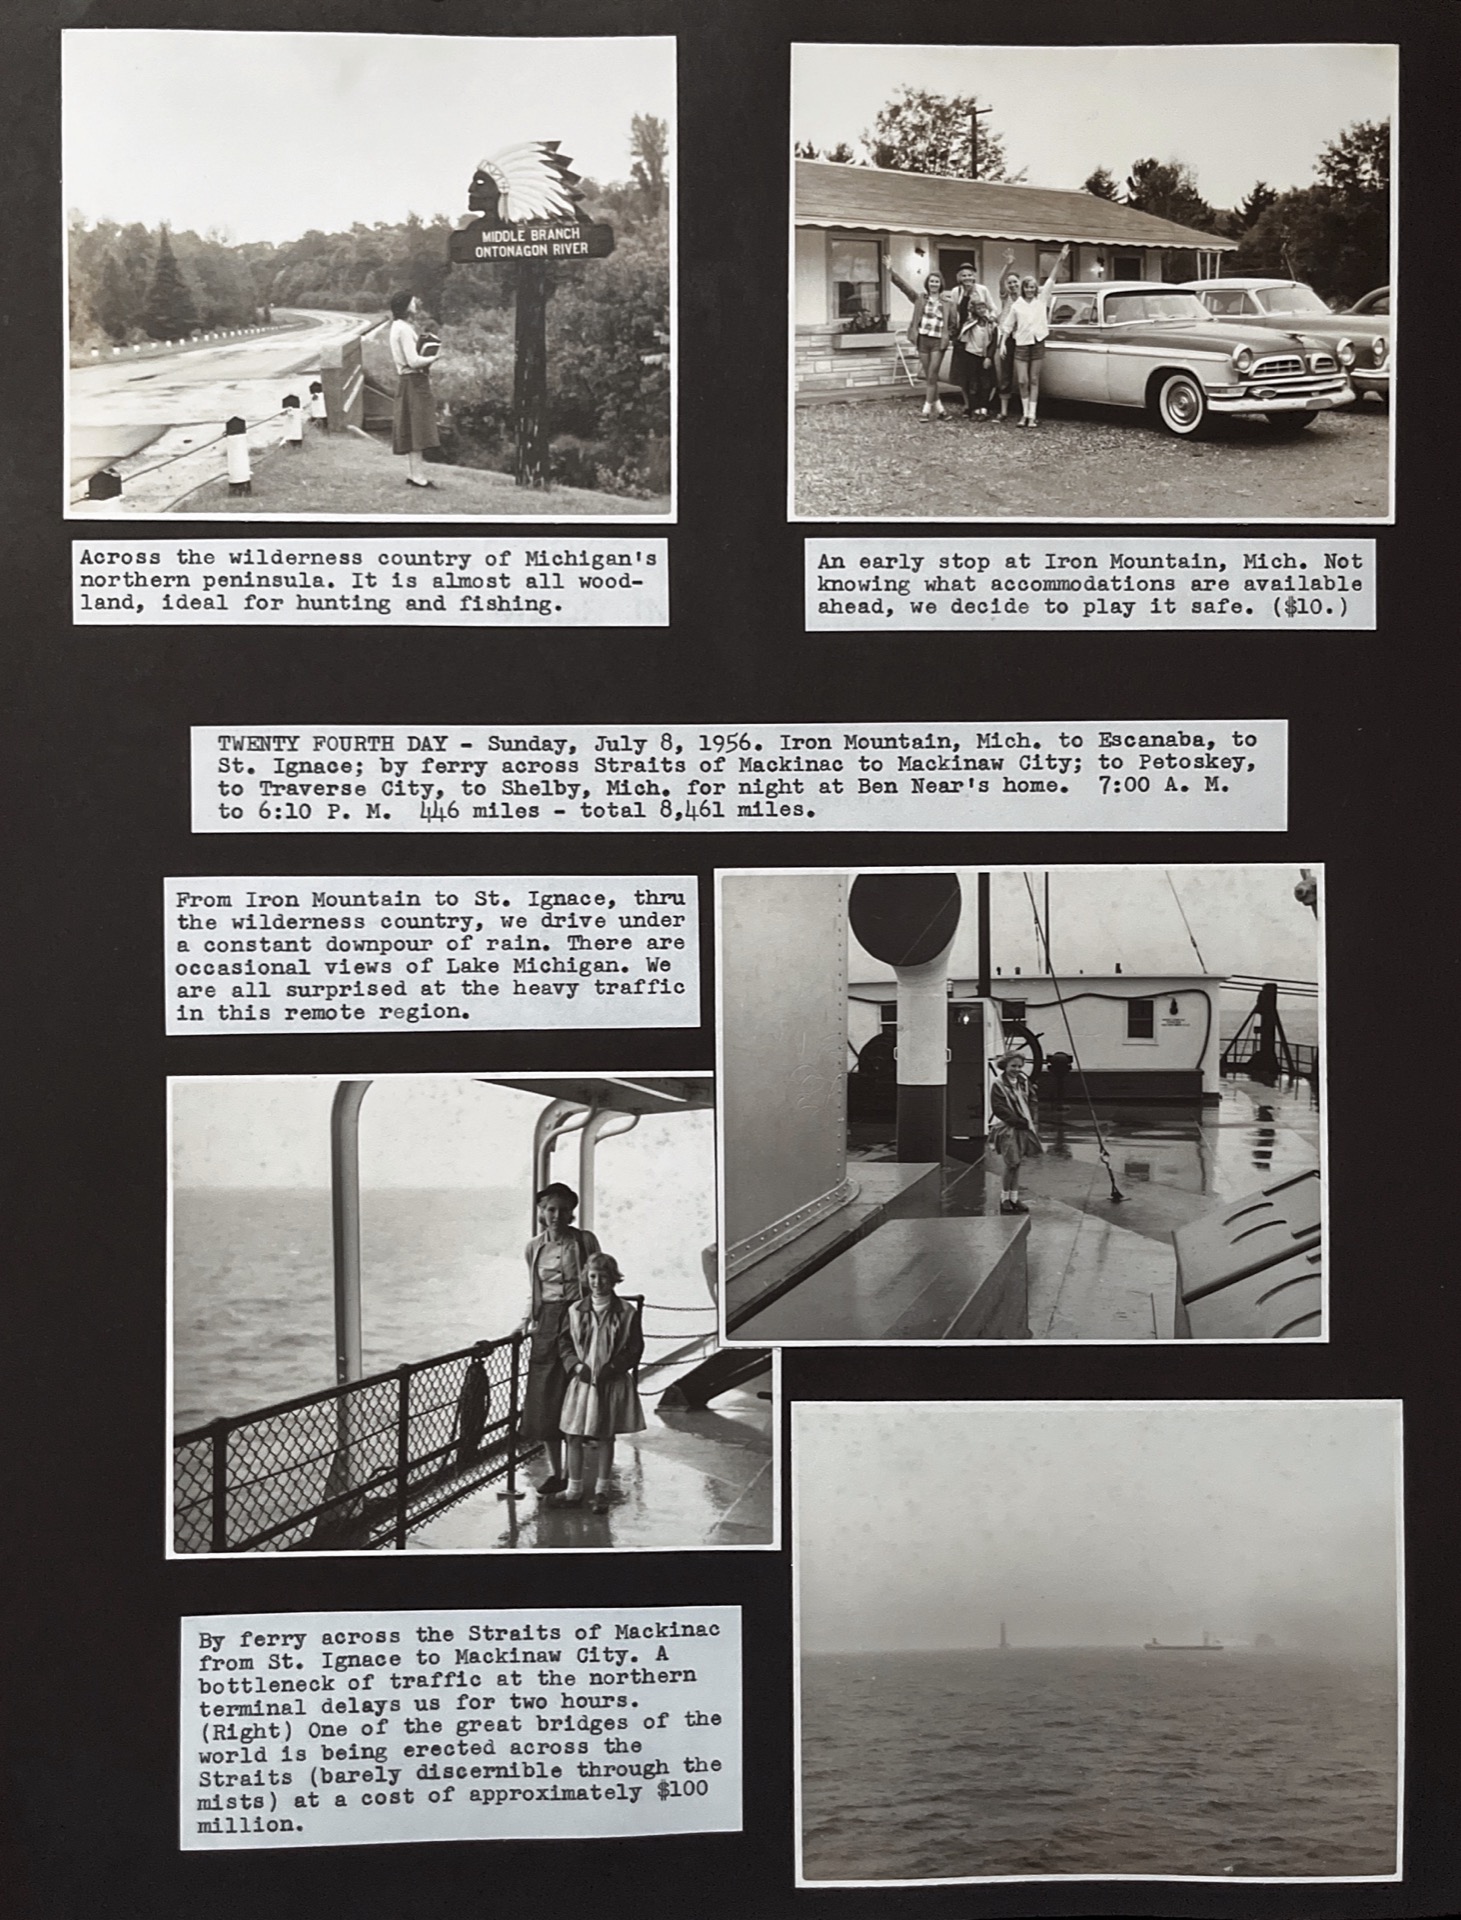 MIDDLE BRANCH
ONTONAGON RIVER
Across the wilderness country of Michigan's
northern peninsula. It is almost all wood-
land, ideal for hunting and fishing.
An early stop at Iron Mountain, Mich. Not
knowing what accommodations are available
ahead, we decide to play it safe. ($10.)
TWENTY FOURTH DAY - Sunday, July 8, 1956. Iron Mountain, Mich. to Escanaba, to
St. Ignace; by ferry across Straits of Mackinac to Mackinaw City; to Petoskey,
to Traverse City, to Shelby, Mich. for night at Ben Near's home. 7:00 A. M.
to 6:10 P. M. 446 miles - total 8,461 miles.
From Iron Mountain to St. Ignace, thru
the wilderness country, we drive under
a constant downpour of rain. There are
occasional views of Lake Michigan. We
are all surprised at the heavy traffic
in this remote region.
By ferry across the Straits of Mackinac
from St. Ignace to Mackinaw City. A
bottleneck of traffic at the northern
terminal delays us for two hours.
(Right) One of the great bridges of the
world is being erected across the
Straits (barely discernible through the
mists) at a cost of approximately $100
million.